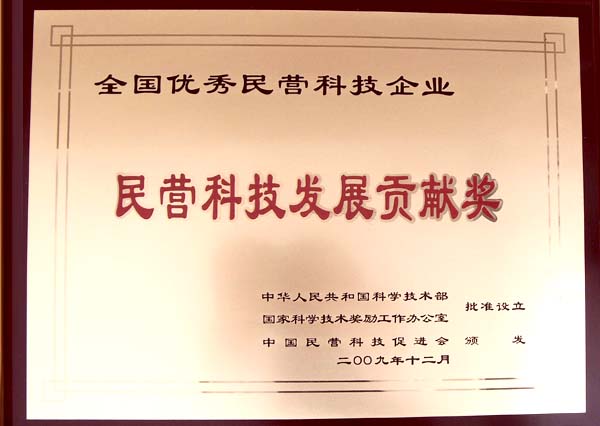 全国优秀民营科技企业
民营科技发展贡献奖
中华人民共和国科学技术部
国家科学技术奖励工作办公室 批准设立
中国民营科技促进会 颁发
二〇〇九年十二月